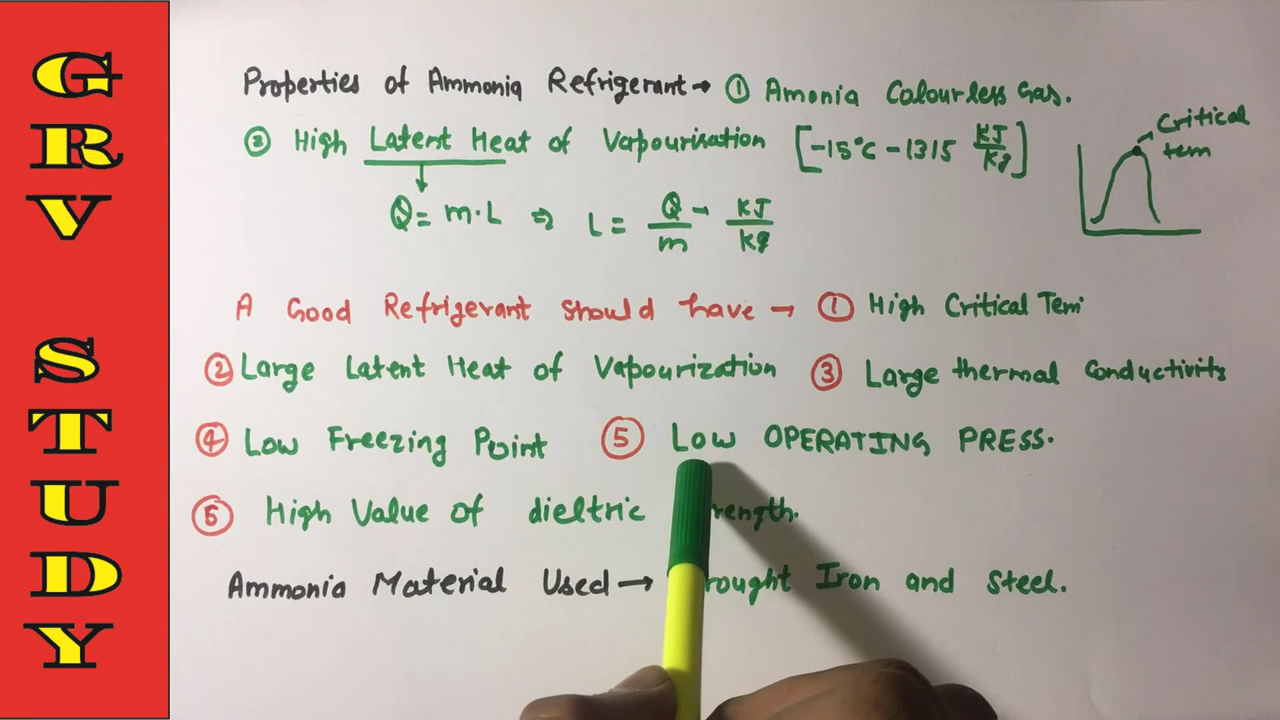 GRV STUDY
Properties of Ammonia Refrigerant → ① Amonia Colourless Gas.
② High Latent Heat of Vapourisation [-15°C - 1315 KJ/Kg]
Critical
tem
Q = m·L ⇒ L = Q/m - KJ/kg
A Good Refrigerant should have → ① High Critical Tem
② Large Latent Heat of Vapourization ③ Large thermal Conductivity
④ Low Freezing Point ⑤ Low OPERATING PRESS.
⑤ High Value of dieltric
Ammonia Material Used → Iron and Steel.